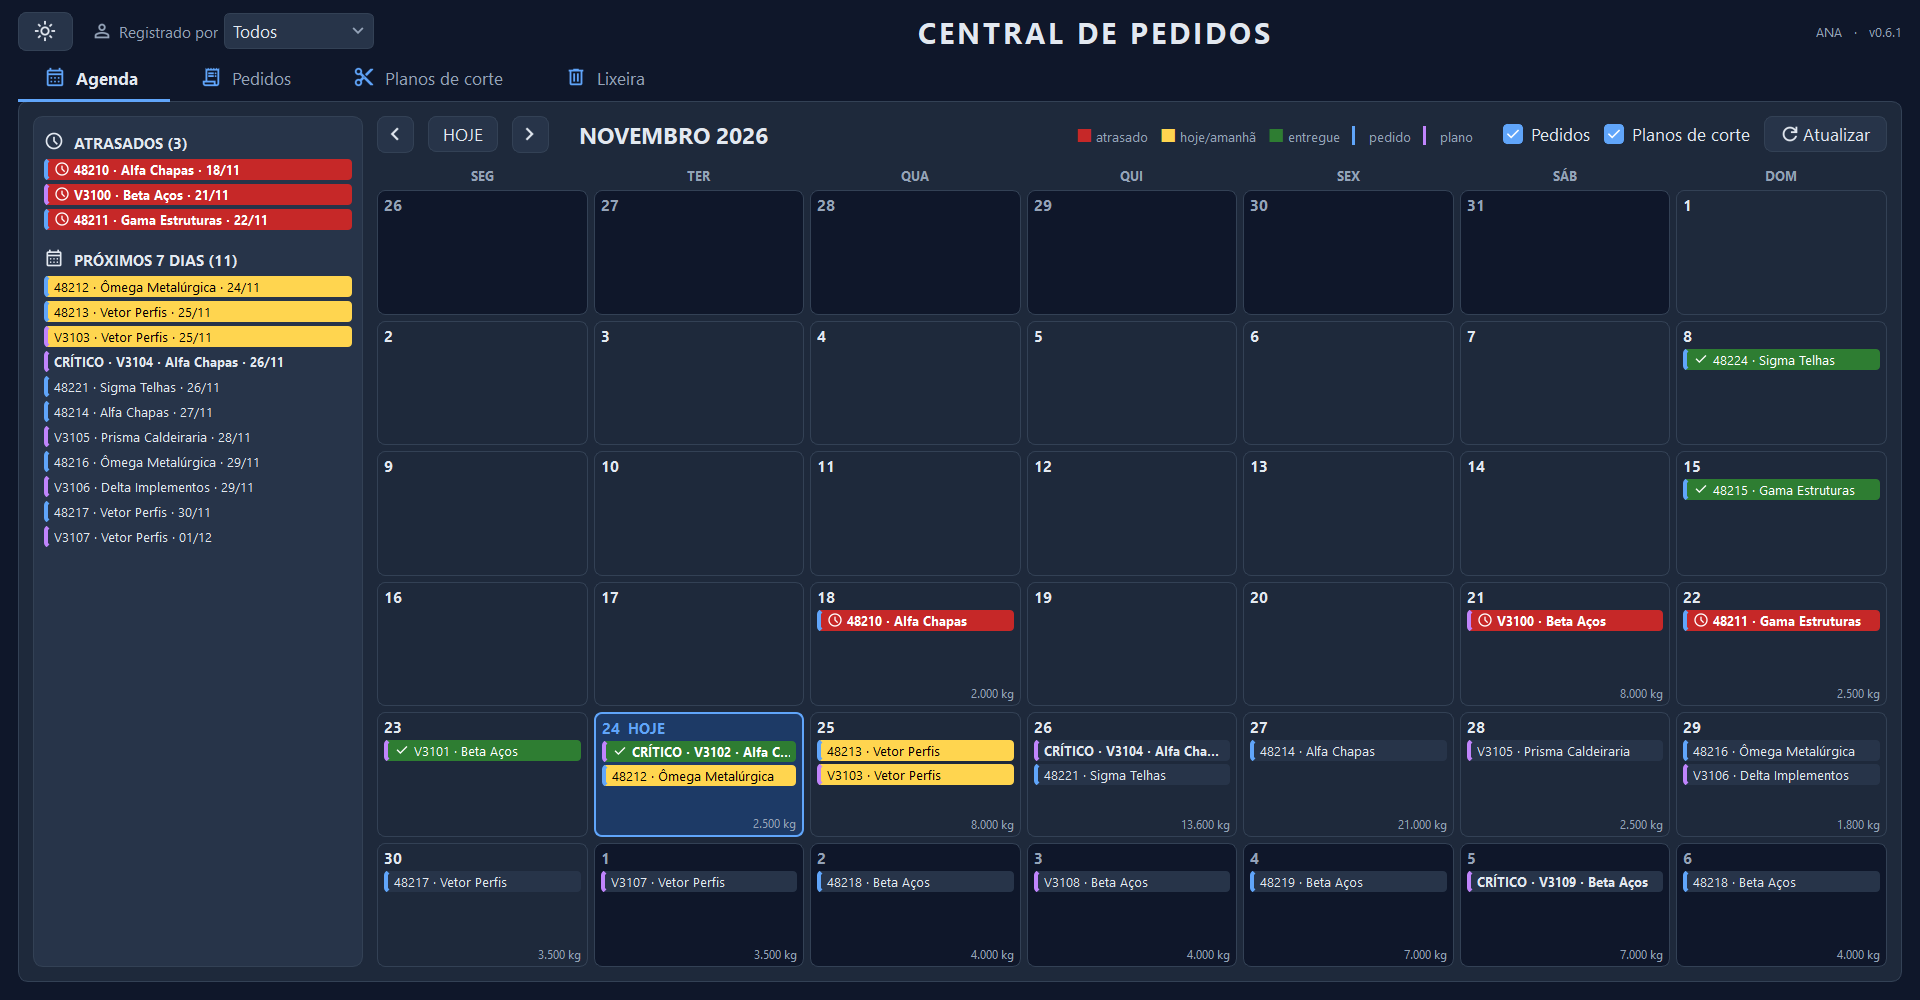 Registrado por Todos
CENTRAL DE PEDIDOS
ANA · v0.6.1
Agenda Pedidos Planos de corte Lixeira
ATRASADOS (3)
48210 · Alfa Chapas · 18/11
V3100 · Beta Aços · 21/11
48211 · Gama Estruturas · 22/11
PRÓXIMOS 7 DIAS (11)
48212 · Ômega Metalúrgica · 24/11
48213 · Vetor Perfis · 25/11
V3103 · Vetor Perfis · 25/11
CRÍTICO · V3104 · Alfa Chapas · 26/11
48221 · Sigma Telhas · 26/11
48214 · Alfa Chapas · 27/11
V3105 · Prisma Caldeiraria · 28/11
48216 · Ômega Metalúrgica · 29/11
V3106 · Delta Implementos · 29/11
48217 · Vetor Perfis · 30/11
V3107 · Vetor Perfis · 01/12
HOJE NOVEMBRO 2026
atrasado hoje/amanhã entregue pedido plano
Pedidos Planos de corte Atualizar
SEG TER QUA QUI SEX SÁB DOM
26 27 28 29 30 31 1
2 3 4 5 6 7 8
48224 · Sigma Telhas
9 10 11 12 13 14 15
48215 · Gama Estruturas
16 17 18 19 20 21 22
48210 · Alfa Chapas V3100 · Beta Aços 48211 · Gama Estruturas
2.000 kg 8.000 kg 2.500 kg
23 24 HOJE 25 26 27 28 29
V3101 · Beta Aços CRÍTICO · V3102 · Alfa C... 48213 · Vetor Perfis CRÍTICO · V3104 · Alfa Cha... 48214 · Alfa Chapas V3105 · Prisma Caldeiraria 48216 · Ômega Metalúrgica
48212 · Ômega Metalúrgica V3103 · Vetor Perfis 48221 · Sigma Telhas V3106 · Delta Implementos
2.500 kg 8.000 kg 13.600 kg 21.000 kg 2.500 kg 1.800 kg
30 1 2 3 4 5 6
48217 · Vetor Perfis V3107 · Vetor Perfis 48218 · Beta Aços V3108 · Beta Aços 48219 · Beta Aços CRÍTICO · V3109 · Beta Aços 48218 · Beta Aços
3.500 kg 3.500 kg 4.000 kg 4.000 kg 7.000 kg 7.000 kg 4.000 kg